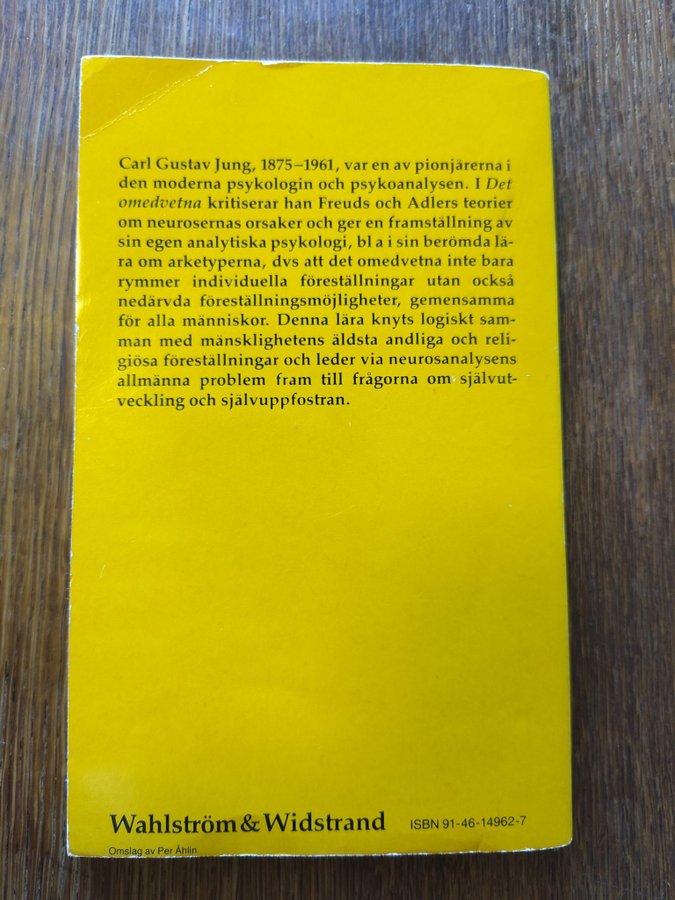 Carl Gustav Jung, 1875–1961, var en av pionjärerna i
den moderna psykologin och psykoanalysen. I Det
omedvetna kritiserar han Freuds och Adlers teorier
om neurosernas orsaker och ger en framställning av
sin egen analytiska psykologi, bl a i sin berömda lä-
ra om arketyperna, dvs att det omedvetna inte bara
rymmer individuella föreställningar utan också
nedärvda föreställningsmöjligheter, gemensamma
för alla människor. Denna lära knyts logiskt sam-
man med mänsklighetens äldsta andliga och reli-
giösa föreställningar och leder via neurosanalysens
allmänna problem fram till frågorna om självut-
veckling och självuppfostran.
Wahlström & Widstrand ISBN 91-46-14962-7
Omslag av Per Åhlin